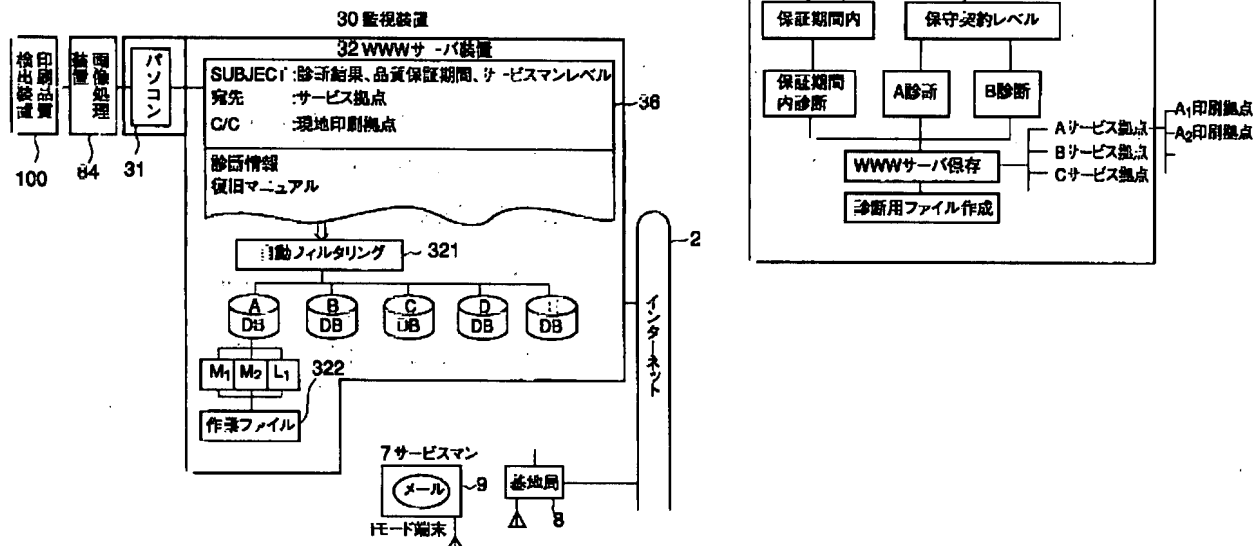 30 監視装置
32 WWWサーバ装置
印刷品質
検出装置
画像処理
装置
パソコン
SUBJECT :診断結果、品質保証期間、サービスマンレベル
宛先 :サービス拠点
C/C :現地印刷拠点
36
診断情報
復旧マニュアル
100
84
31
自動フィルタリング
321
A
DB
B
DB
C
DB
D
DB
DB
M1 M2 L1
322
作業ファイル
インターネット
2
7サービスマン
メール
9
iモード端末
基地局
8
保証期間内
保守契約レベル
保証期間
内診断
A診断
B診断
WWWサーバ保存
診断用ファイル作成
Aサービス拠点
Bサービス拠点
Cサービス拠点
A1印刷拠点
A2印刷拠点